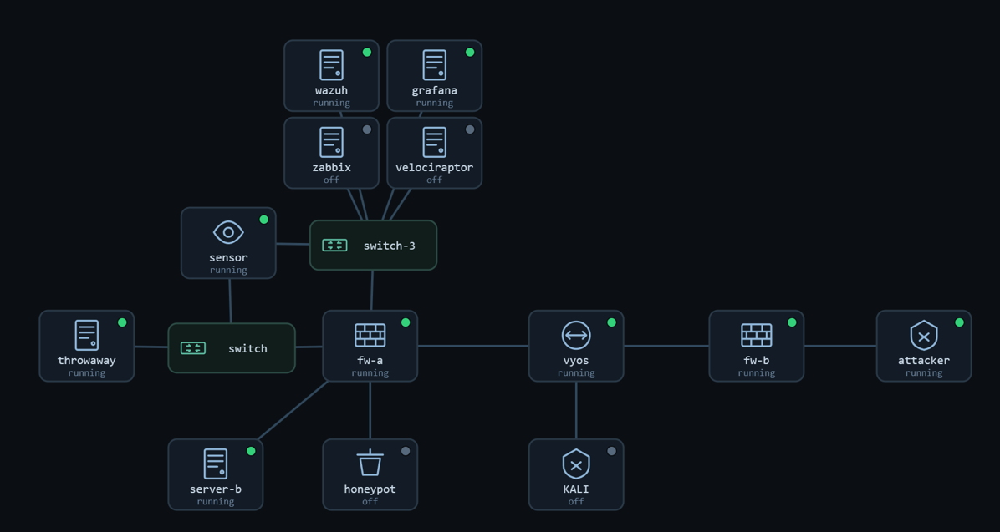 wazuh
running
grafana
running
zabbix
off
velociraptor
off
sensor
running
switch-3
throwaway
running
switch
fw-a
running
vyos
running
fw-b
running
attacker
running
server-b
running
honeypot
off
KALI
off